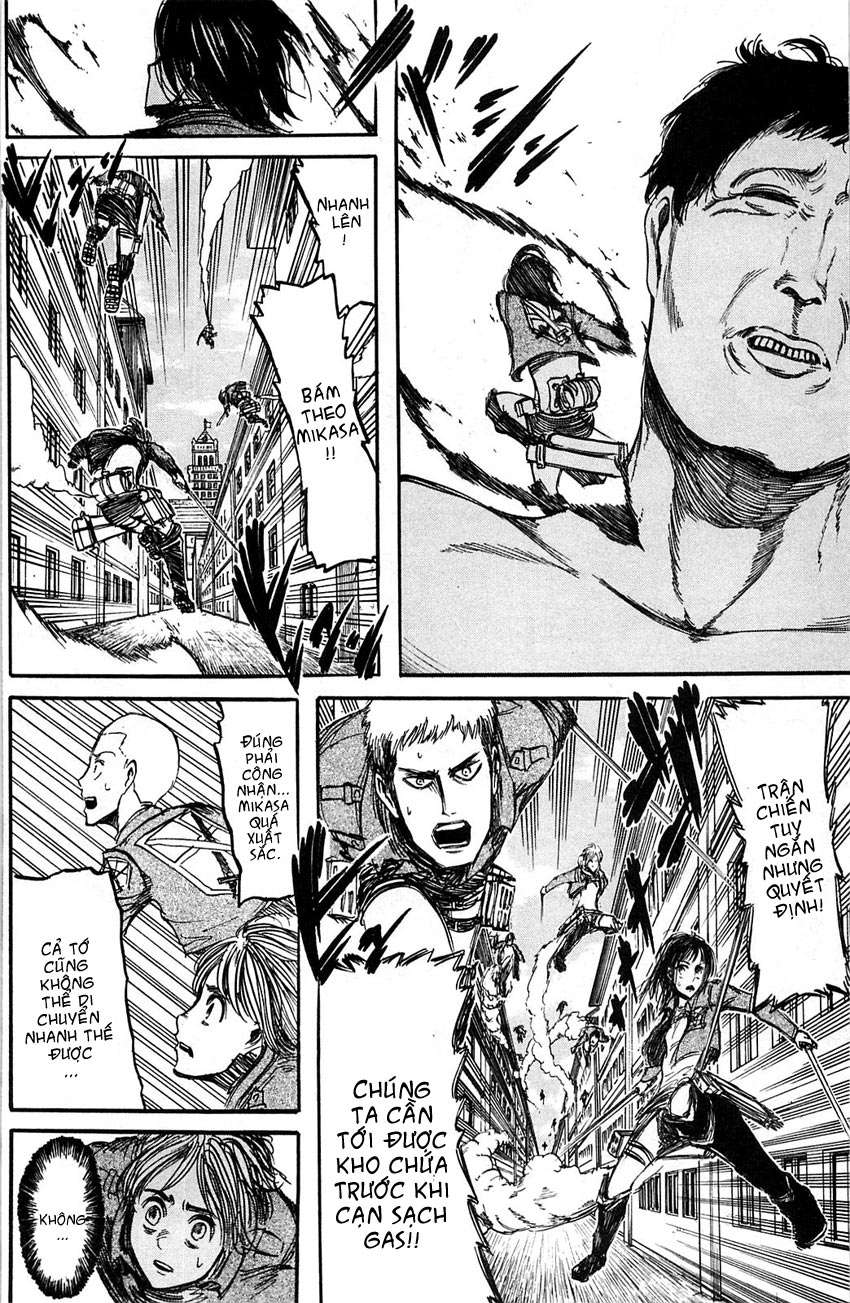 NHANH
LÊN
!
BÁM
THEO
MIKASA
!!
TRẬN
CHIẾN
TUY
NGẮN
NHƯNG
QUYẾT
ĐỊNH!
CHÚNG
TA CẦN
TỚI ĐƯỢC
KHO CHỨA
TRƯỚC KHI
CẠN SẠCH
GAS!!
ĐÚNG
PHẢI
CÔNG
NHẬN...
MIKASA
QUÁ
XUẤT
SẮC.
CẢ TỚ
CŨNG
KHÔNG
THỂ DI
CHUYỂN
NHANH THẾ
ĐƯỢC
...
KHÔNG
...